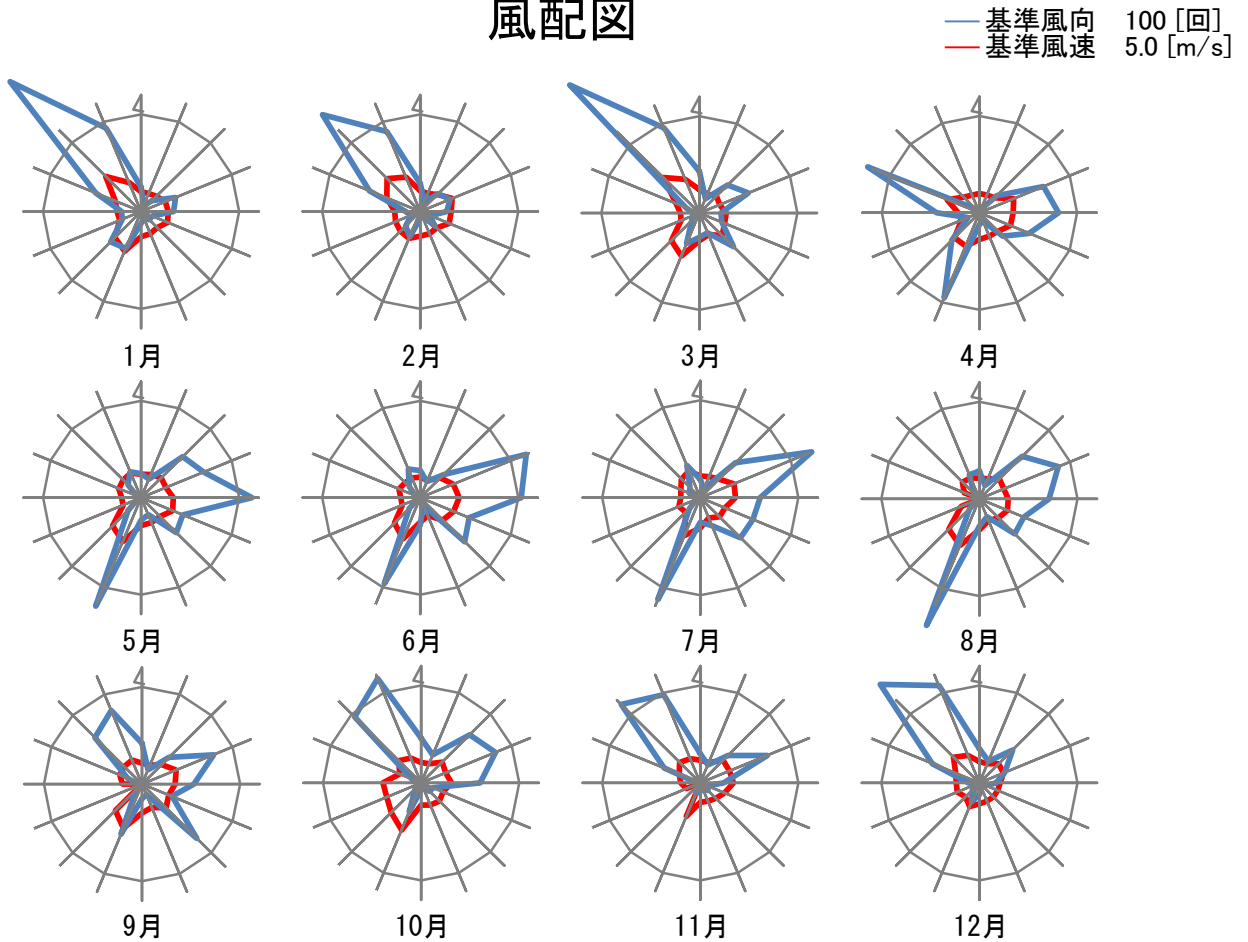 風配図
基準風向 100 [回]
基準風速 5.0 [m/s]
1月
2月
3月
4月
5月
6月
7月
8月
9月
10月
11月
12月